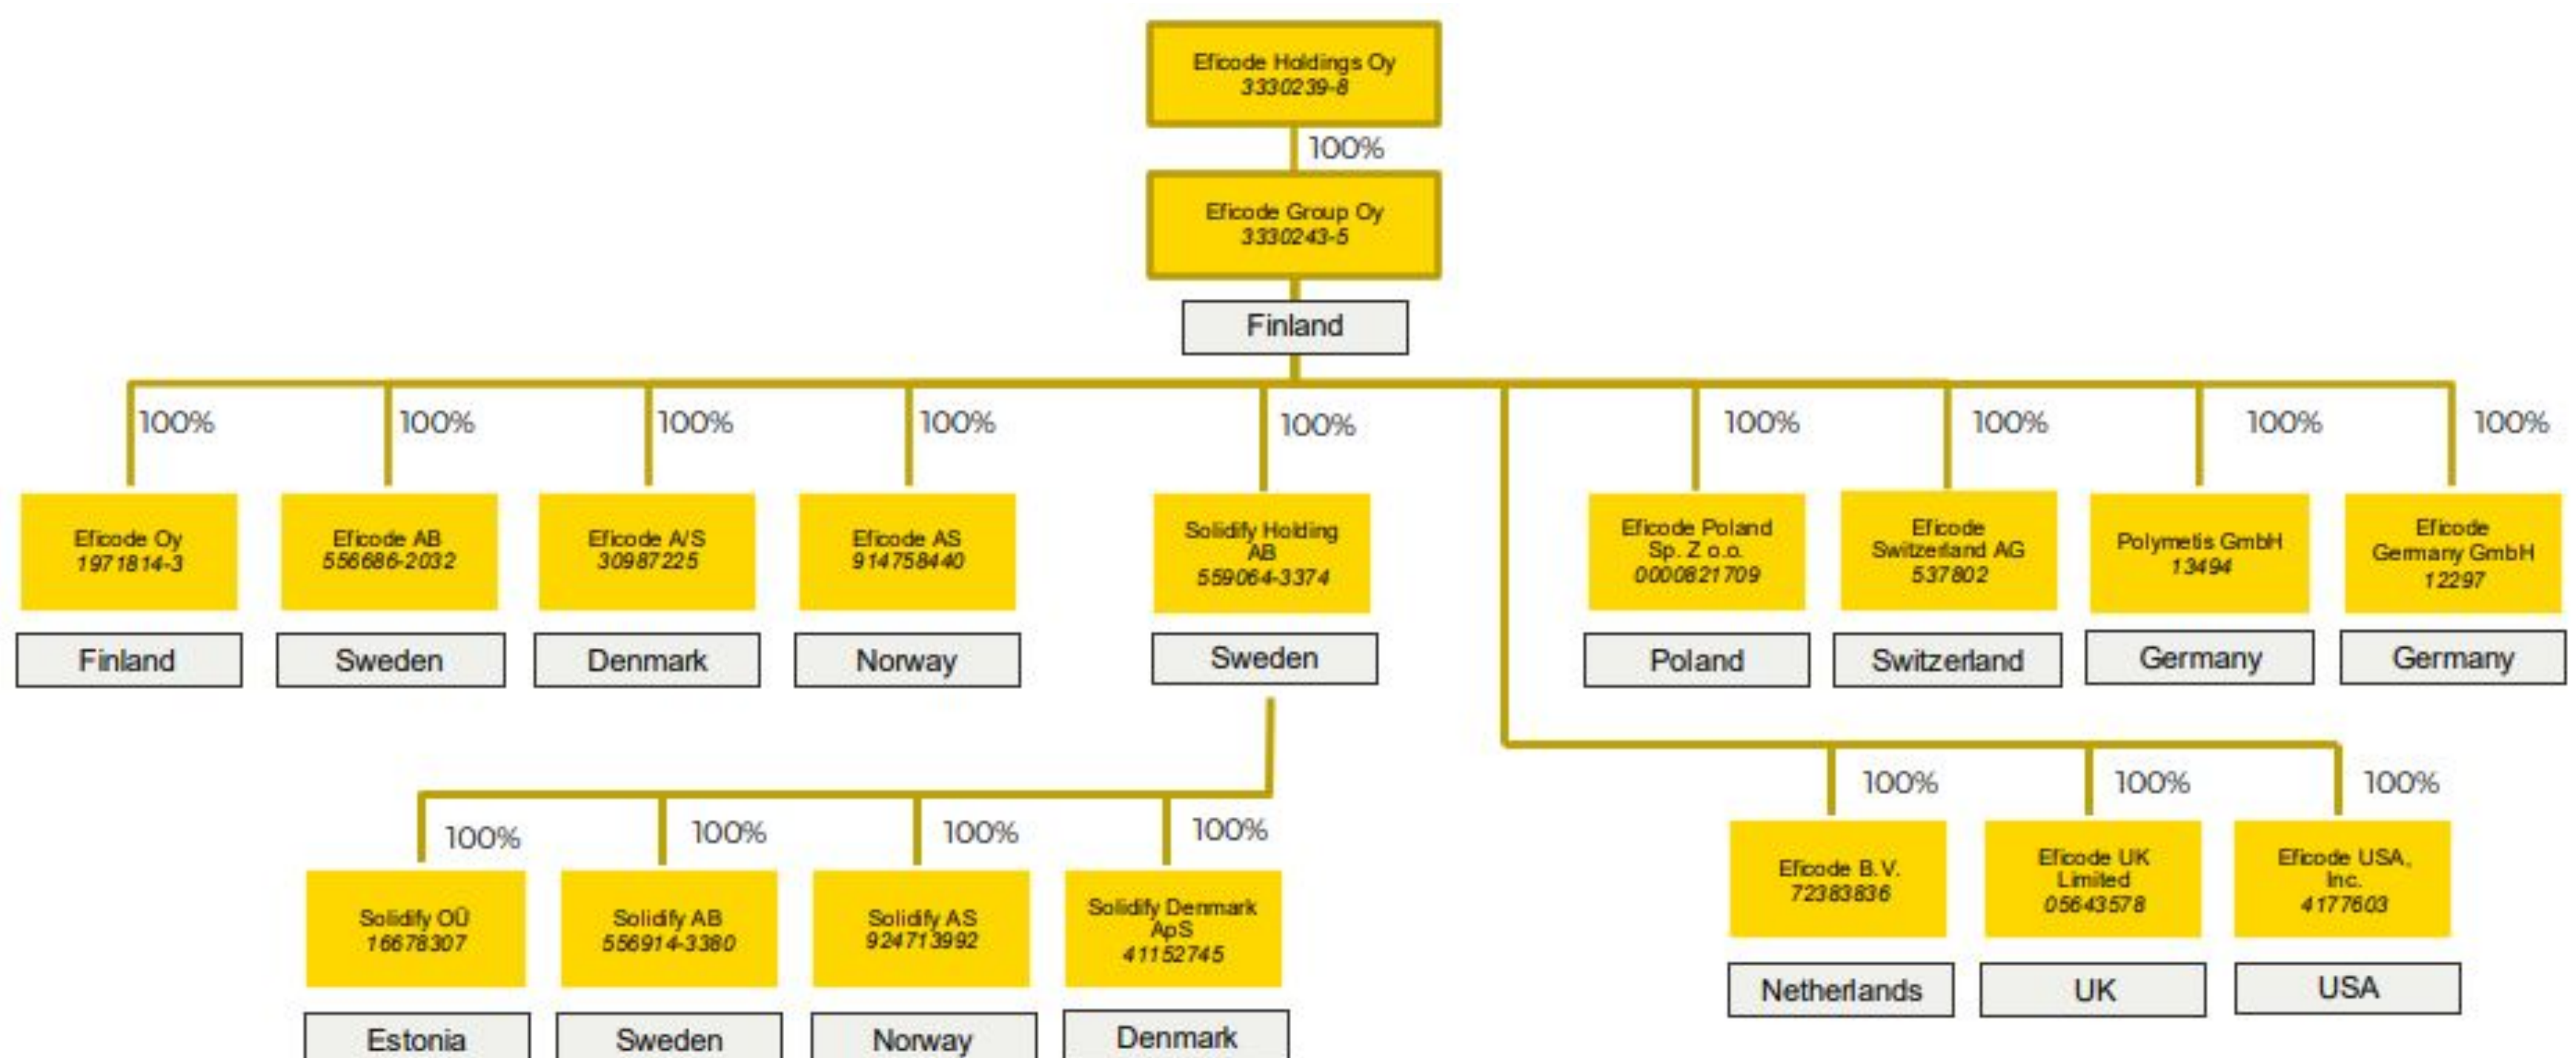 Eficode Holdings Oy
3330239-8
100%
Eficode Group Oy
3330243-5
Finland
100%
100%
100%
100%
100%
100%
100%
100%
100%
Eficode Oy
1971814-3
Finland
Eficode AB
556686-2032
Sweden
Eficode A/S
30987225
Denmark
Eficode AS
914758440
Norway
Solidify Holding
AB
559064-3374
Sweden
Eficode Poland
Sp. Z o.o.
0000821709
Poland
Eficode
Switzerland AG
537802
Switzerland
Polymetis GmbH
13494
Germany
Eficode
Germany GmbH
12297
Germany
100%
100%
100%
100%
Solidify OÜ
16678307
Estonia
Solidify AB
556914-3380
Sweden
Solidify AS
924713992
Norway
Solidify Denmark
ApS
41152745
Denmark
100%
100%
100%
Eficode B.V.
72383836
Netherlands
Eficode UK
Limited
05643578
UK
Eficode USA,
Inc.
4177603
USA